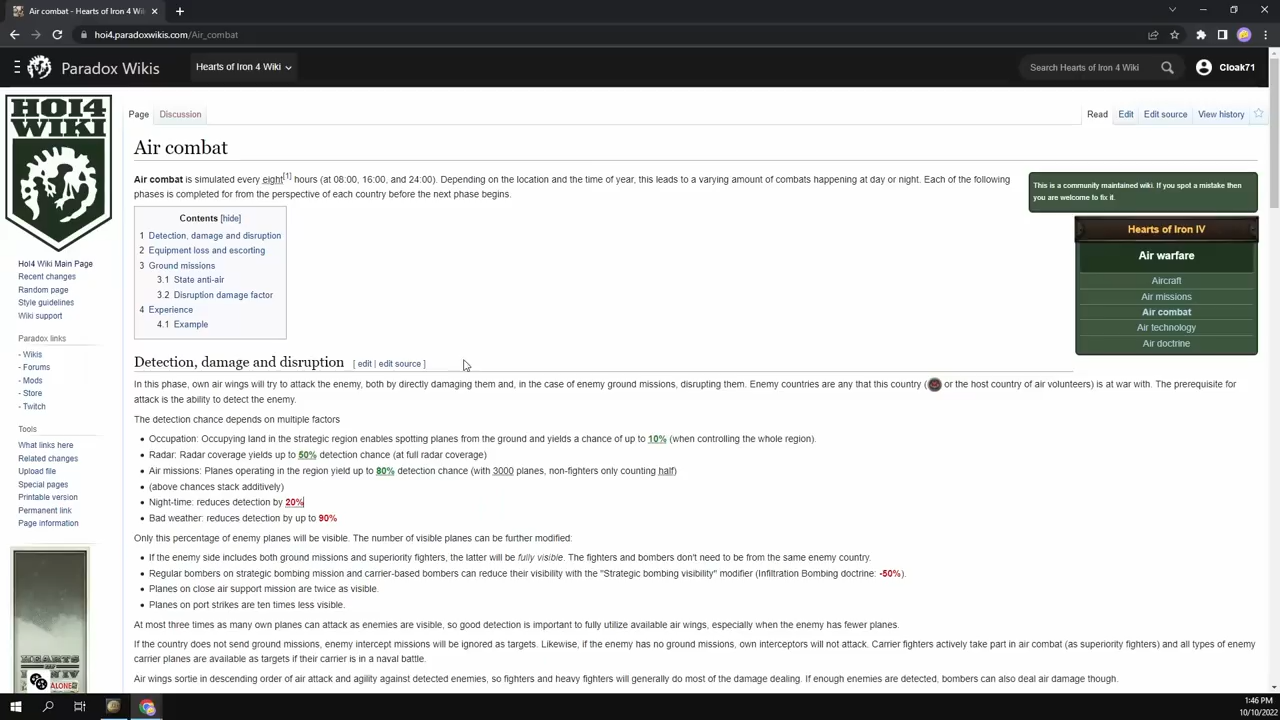 Air combat - Hearts of Iron 4 Wi
hoi4.paradoxwikis.com/Air_combat
Paradox Wikis
Hearts of Iron 4 Wiki
Search Hearts of Iron 4 Wiki
Cloak71
HOI4
WIKI
Page
Discussion
Read
Edit
Edit source
View history
Air combat
Air combat is simulated every eight[1] hours (at 08.00, 16:00, and 24:00). Depending on the location and the time of year, this leads to a varying amount of combats happening at day or night. Each of the following
phases is completed for from the perspective of each country before the next phase begins.
This is a community maintained wiki. If you spot a mistake then
you are welcome to fix it.
Contents [hide]
1 Detection, damage and disruption
2 Equipment loss and escorting
3 Ground missions
3.1 State anti-air
3.2 Disruption damage factor
4 Experience
4.1 Example
Hearts of Iron IV
Air warfare
Aircraft
Air missions
Air combat
Air technology
Air doctrine
HoI4 Wiki Main Page
Recent changes
Random page
Style guidelines
Wiki support
Paradox links
- Wikis
- Forums
- Mods
- Store
- Twitch
Tools
What links here
Related changes
Upload file
Special pages
Printable version
Permanent link
Page information
Detection, damage and disruption [ edit | edit source ]
In this phase, own air wings will try to attack the enemy, both by directly damaging them and, in the case of enemy ground missions, disrupting them. Enemy countries are any that this country ( or the host country of air volunteers) is at war with. The prerequisite for
attack is the ability to detect the enemy.
The detection chance depends on multiple factors
• Occupation: Occupying land in the strategic region enables spotting planes from the ground and yields a chance of up to 10% (when controlling the whole region).
• Radar: Radar coverage yields up to 50% detection chance (at full radar coverage)
• Air missions: Planes operating in the region yield up to 80% detection chance (with 3000 planes, non-fighters only counting half)
• (above chances stack additively)
• Night-time: reduces detection by 20%
• Bad weather: reduces detection by up to 90%
Only this percentage of enemy planes will be visible. The number of visible planes can be further modified:
• If the enemy side includes both ground missions and superiority fighters, the latter will be fully visible. The fighters and bombers don't need to be from the same enemy country.
• Regular bombers on strategic bombing mission and carrier-based bombers can reduce their visibility with the "Strategic bombing visibility" modifier (Infiltration Bombing doctrine: -50%).
• Planes on close air support mission are twice as visible.
• Planes on port strikes are ten times less visible.
At most three times as many own planes can attack as enemies are visible, so good detection is important to fully utilize available air wings, especially when the enemy has fewer planes.
If the country does not send ground missions, enemy intercept missions will be ignored as targets. Likewise, if the enemy has no ground missions, own interceptors will not attack. Carrier fighters actively take part in air combat (as superiority fighters) and all types of enemy
carrier planes are available as targets if their carrier is in a naval battle.
Air wings sortie in descending order of air attack and agility against detected enemies, so fighters and heavy fighters will generally do most of the damage dealing. If enough enemies are detected, bombers can also deal air damage though.
HEARTS
ALONE
1:46 PM
10/10/2022